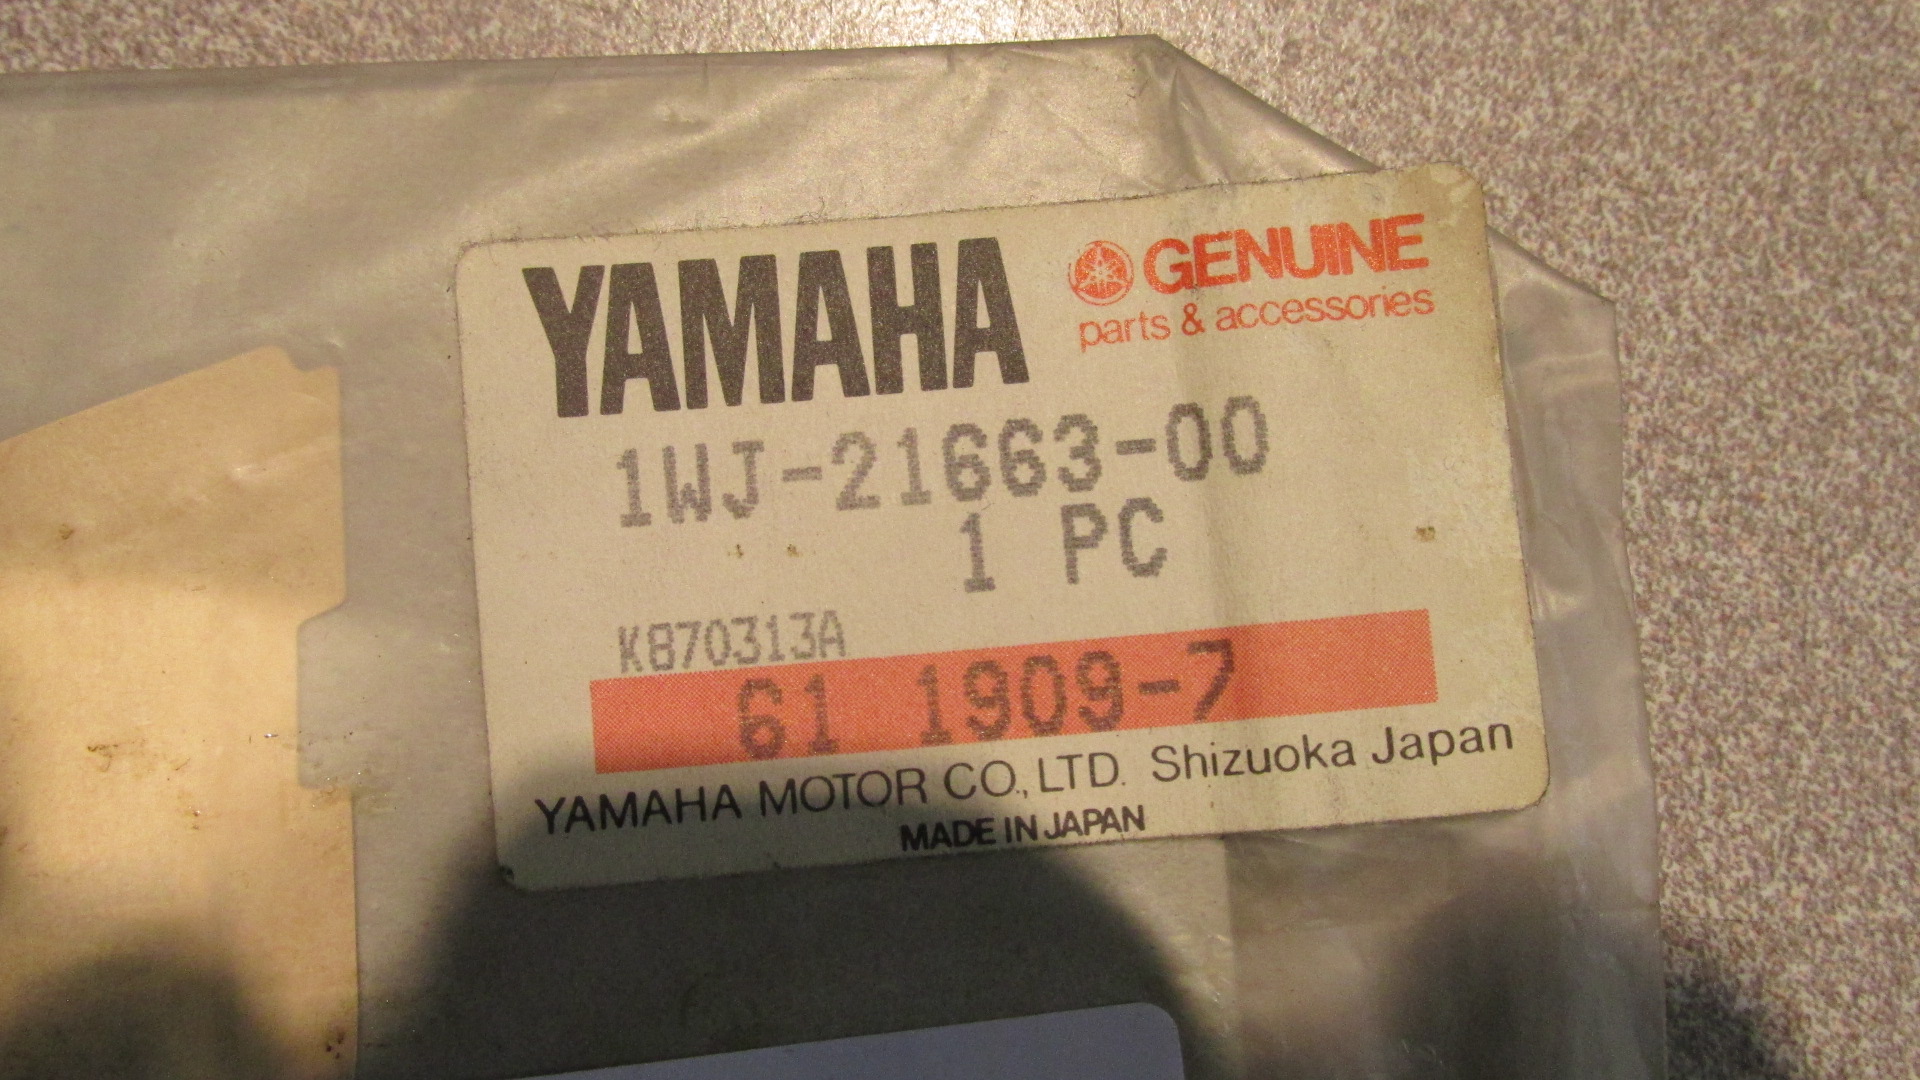 YAMAHA GENUINE
parts & accessories
1WJ-21663-00
1 PC
K870313A
61 1909-7
YAMAHA MOTOR CO., LTD. Shizuoka Japan
MADE IN JAPAN